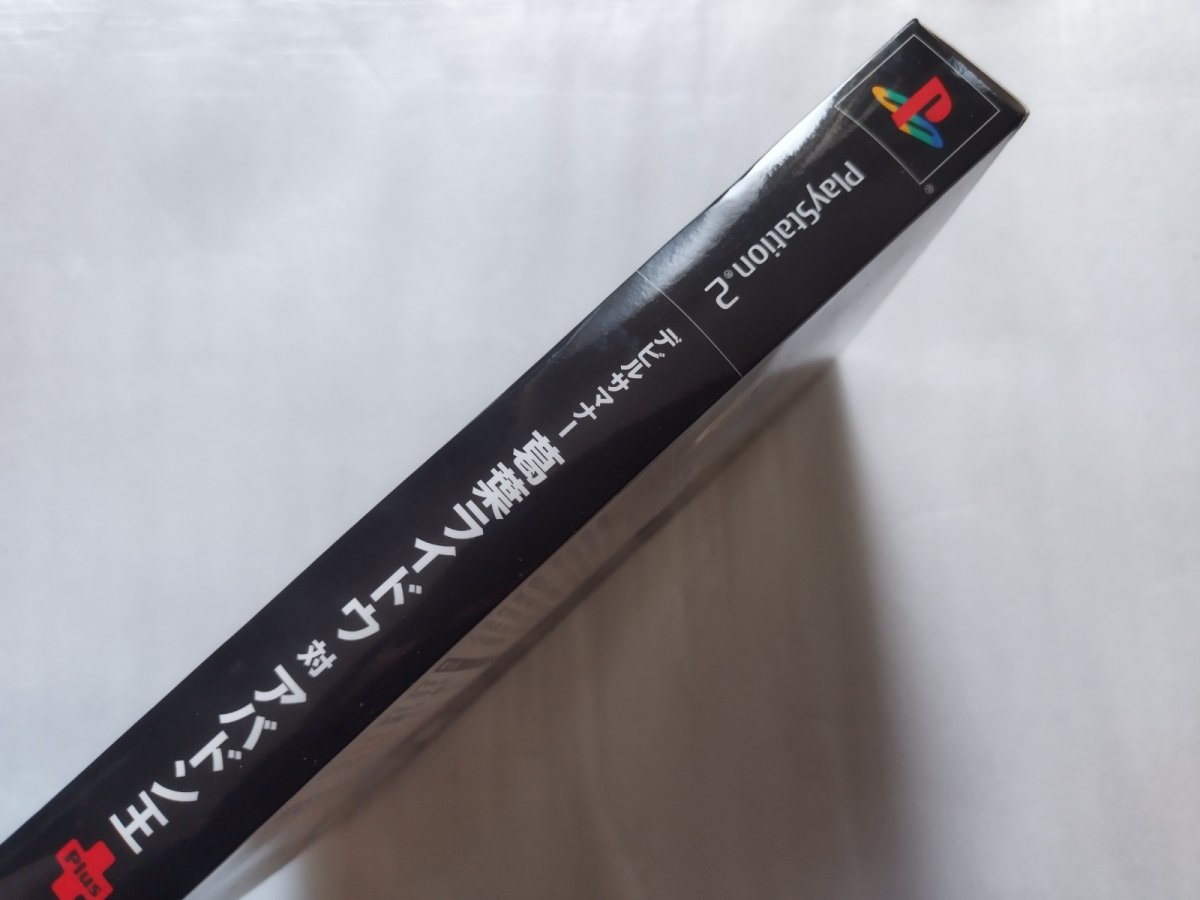 PlayStation®2
デビルサマナー 葛葉ライドウ 対 アバドン王
Plus